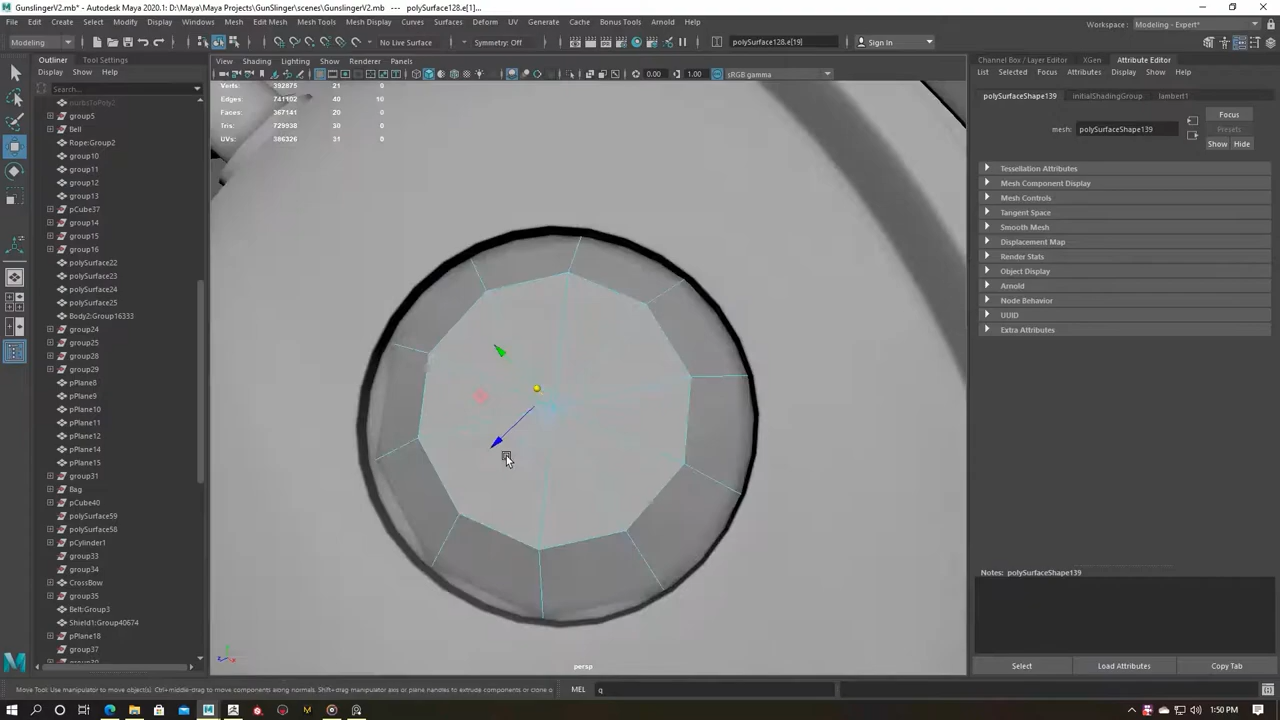 GunSlingerV2.mb* - Autodesk Maya 2020.1: D:\Maya\Maya Projects\GunSlinger\scenes\GunslingerV2.mb* --- polySurface128.e[1]...
File Edit Create Select Modify Display Windows Mesh Edit Mesh Mesh Tools Mesh Display Curves Surfaces Deform UV Generate Cache Bonus Tools Arnold Help
Workspace : Modeling - Expert*
Modeling No Live Surface Symmetry: Off polySurface128.e[19] Sign In
Outliner Tool Settings
Display Show Help
Search...
nurbsToPoly2
group5
Bell
Rope:Group2
group10
group11
group12
group13
pCube37
group14
group15
group16
polySurface22
polySurface23
polySurface24
polySurface25
Body2:Group16333
group24
group25
group28
group29
pPlane8
pPlane9
pPlane10
pPlane11
pPlane12
pPlane14
pPlane15
group31
Bag
pCube40
polySurface59
polySurface58
pCylinder1
group33
group34
CrossBow
group35
Belt:Group3
Shield1:Group40674
pPlane18
group37
View Shading Lighting Show Renderer Panels
0.00 1.00 sRGB gamma
Verts: 392875 21 0
Edges: 741102 40 10
Faces: 367141 20 0
Tris: 729938 30 0
UVs: 386326 31 0
persp
Channel Box / Layer Editor XGen Attribute Editor
List Selected Focus Attributes Display Show Help
polySurfaceShape139 initialShadingGroup lambert1
Focus
mesh: polySurfaceShape139
Presets
Show Hide
Tessellation Attributes
Mesh Component Display
Mesh Controls
Tangent Space
Smooth Mesh
Displacement Map
Render Stats
Object Display
Arnold
Node Behavior
UUID
Extra Attributes
Notes: polySurfaceShape139
Select Load Attributes Copy Tab
Move Tool: Use manipulator to move object(s). Ctrl+middle-drag to move components along normals. Shift+drag manipulator axis or plane handles to extrude components or clone o
MEL q
1:50 PM